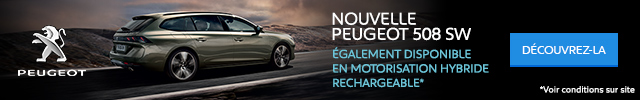 NOUVELLE
PEUGEOT 508 SW
ÉGALEMENT DISPONIBLE
EN MOTORISATION HYBRIDE
RECHARGEABLE*
PEUGEOT
DÉCOUVREZ-LA
*Voir conditions sur site